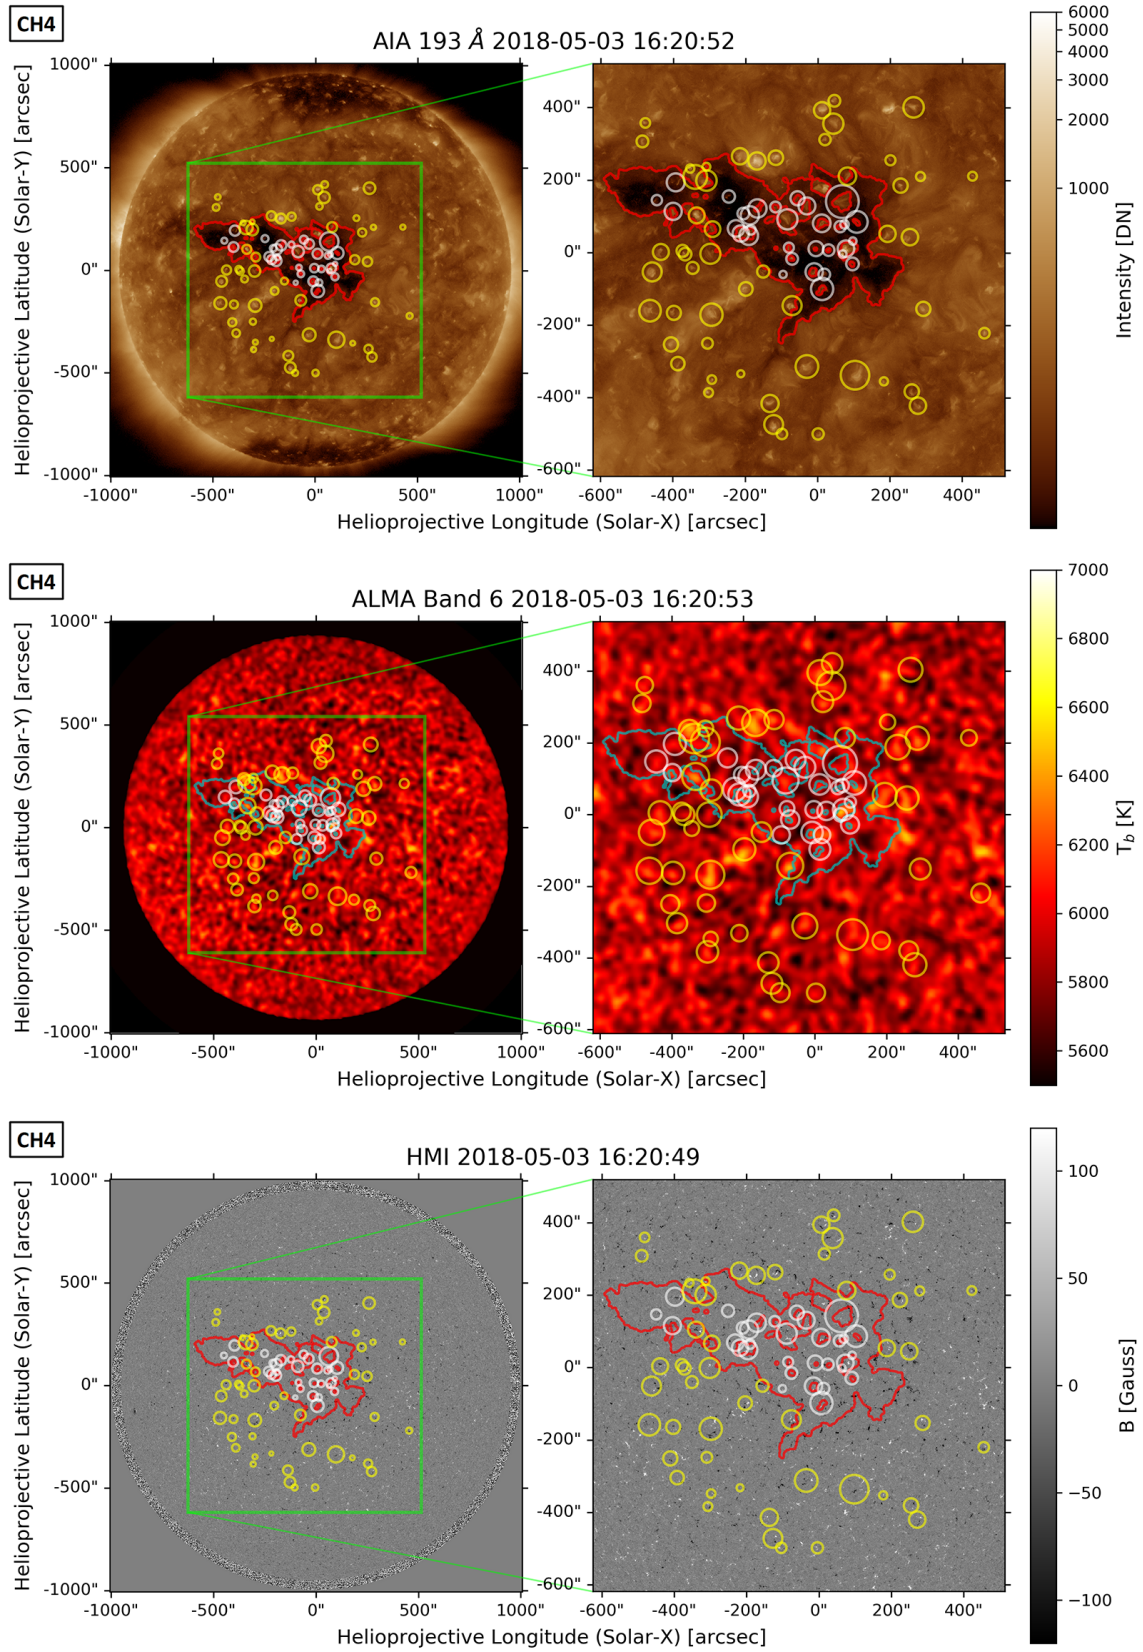 CH4
AIA 193 Å 2018-05-03 16:20:52
Helioprojective Latitude (Solar-Y) [arcsec]
1000"
500"
0"
-500"
-1000"
-1000" -500" 0" 500" 1000"
400"
200"
0"
-200"
-400"
-600"
-600" -400" -200" 0" 200" 400"
Helioprojective Longitude (Solar-X) [arcsec]
6000
5000
4000
3000
2000
1000
Intensity [DN]
CH4
ALMA Band 6 2018-05-03 16:20:53
Helioprojective Latitude (Solar-Y) [arcsec]
1000"
500"
0"
-500"
-1000"
-1000" -500" 0" 500" 1000"
400"
200"
0"
-200"
-400"
-600"
-600" -400" -200" 0" 200" 400"
Helioprojective Longitude (Solar-X) [arcsec]
7000
6800
6600
6400
6200
6000
5800
5600
Tb [K]
CH4
HMI 2018-05-03 16:20:49
Helioprojective Latitude (Solar-Y) [arcsec]
1000"
500"
0"
-500"
-1000"
-1000" -500" 0" 500" 1000"
400"
200"
0"
-200"
-400"
-600"
-600" -400" -200" 0" 200" 400"
Helioprojective Longitude (Solar-X) [arcsec]
100
50
0
−50
−100
B [Gauss]